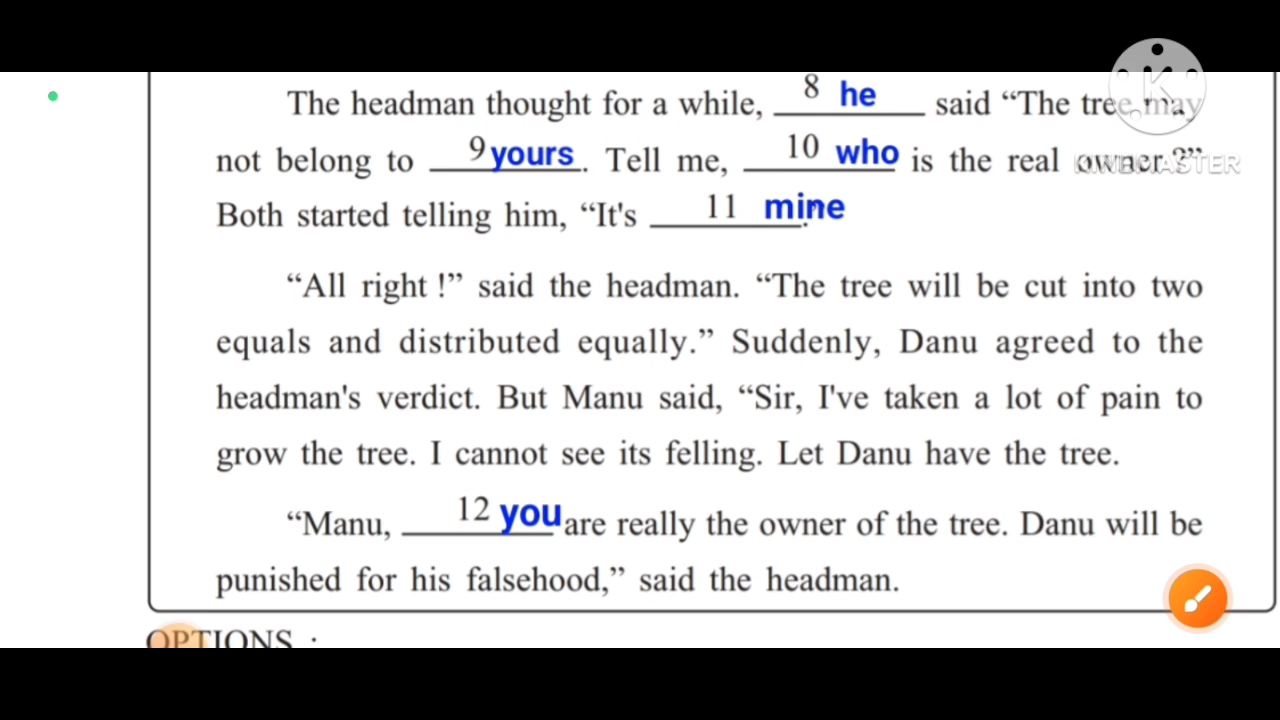 The headman thought for a while, 8 he said “The tree may
not belong to 9 yours. Tell me, 10 who is the real owner ?”
Both started telling him, “It's 11 mine.”
“All right !” said the headman. “The tree will be cut into two
equals and distributed equally.” Suddenly, Danu agreed to the
headman's verdict. But Manu said, “Sir, I've taken a lot of pain to
grow the tree. I cannot see its felling. Let Danu have the tree.
“Manu, 12 you are really the owner of the tree. Danu will be
punished for his falsehood,” said the headman.
OPTIONS :
K
KINEMASTER